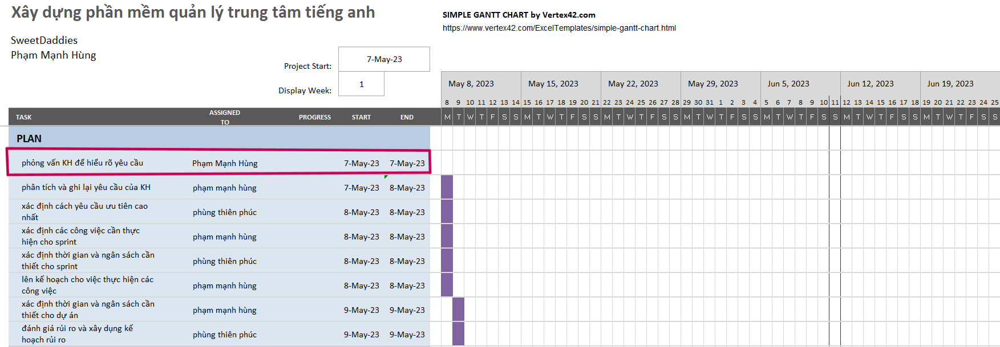 Xây dựng phần mềm quản lý trung tâm tiếng anh
SIMPLE GANTT CHART by Vertex42.com
https://www.vertex42.com/ExcelTemplates/simple-gantt-chart.html
SweetDaddies
Phạm Mạnh Hùng
Project Start: 7-May-23
Display Week: 1
May 8, 2023 May 15, 2023 May 22, 2023 May 29, 2023 Jun 5, 2023 Jun 12, 2023 Jun 19, 2023
8 9 10 11 12 13 14 15 16 17 18 19 20 21 22 23 24 25 26 27 28 29 30 31 1 2 3 4 5 6 7 8 9 10 11 12 13 14 15 16 17 18 19 20 21 22 23 24 25
TASK ASSIGNED TO PROGRESS START END M T W T F S S M T W T F S S M T W T F S S M T W T F S S M T W T F S S M T W T F S S M T W T F S S
PLAN
phỏng vấn KH để hiểu rõ yêu cầu Phạm Mạnh Hùng 7-May-23 7-May-23
phân tích và ghi lại yêu cầu của KH phạm mạnh hùng 7-May-23 8-May-23
xác định cách yêu cầu ưu tiên cao
nhất phùng thiên phúc 8-May-23 8-May-23
xác định các công việc cần thực
hiện cho sprint phạm mạnh hùng 8-May-23 8-May-23
xác định thời gian và ngân sách cần
thiết cho sprint phùng thiên phúc 8-May-23 8-May-23
lên kế hoạch cho việc thực hiện các
công việc phạm mạnh hùng 8-May-23 8-May-23
xác định thời gian và ngân sách cần
thiết cho dự án phạm mạnh hùng 9-May-23 9-May-23
đánh giá rủi ro và xây dụng kế
hoạch rủi ro phùng thiên phúc 9-May-23 9-May-23